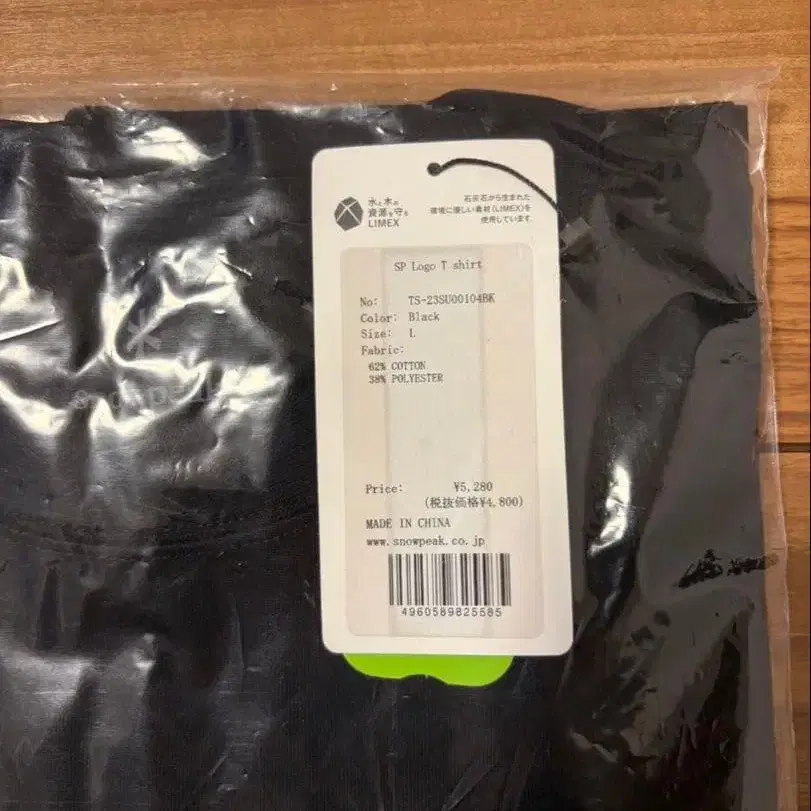 水と木の
資源を守る
LIMEX
石灰石から生まれた
環境に優しい素材(LIMEX)を
使用しています。
SP Logo T shirt
No: TS-23SU00104BK
Color: Black
Size: L
Fabric:
62% COTTON
38% POLYESTER
Price: ¥5,280
(税抜価格¥4,800)
MADE IN CHINA
www.snowpeak.co.jp
4960589825585
snow peak